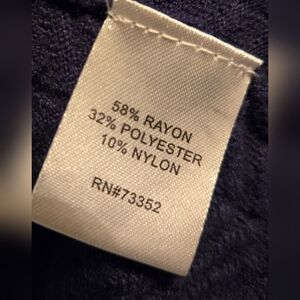 58% RAYON
32% POLYESTER
10% NYLON
RN#73352